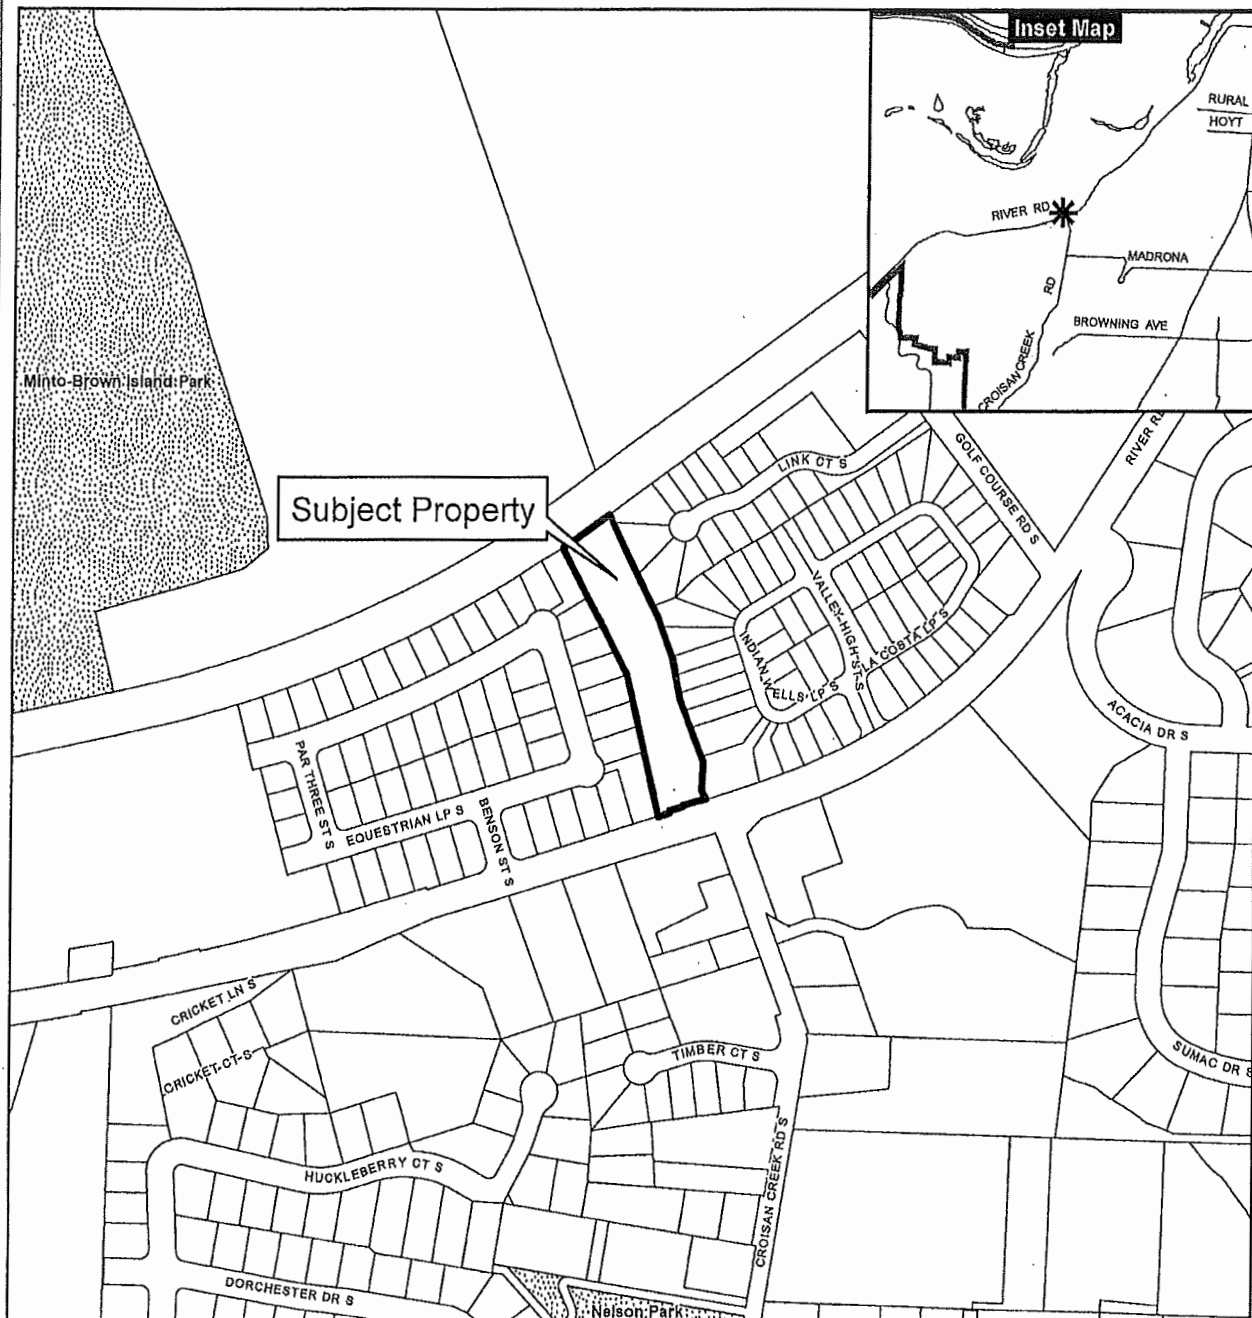 Inset Map
RURAL
HOYT
RIVER RD
MADRONA
RD
BROWNING AVE
CROISAN CREEK
Minto-Brown Island Park
RIVER RD
GOLF COURSE RD S
LINK CT S
Subject Property
VALLEY-HIGH-ST-S
LA COSTA LP S
INDIAN WELLS LP S
ACACIA DR S
PAR THREE ST S
EQUESTRIAN LP S
BENSON ST S
CRICKET LN S
CRICKET CT S
TIMBER CT S
SUMAC DR S
HUCKLEBERRY CT S
CROISAN CREEK RD S
DORCHESTER DR S
Nelson Park